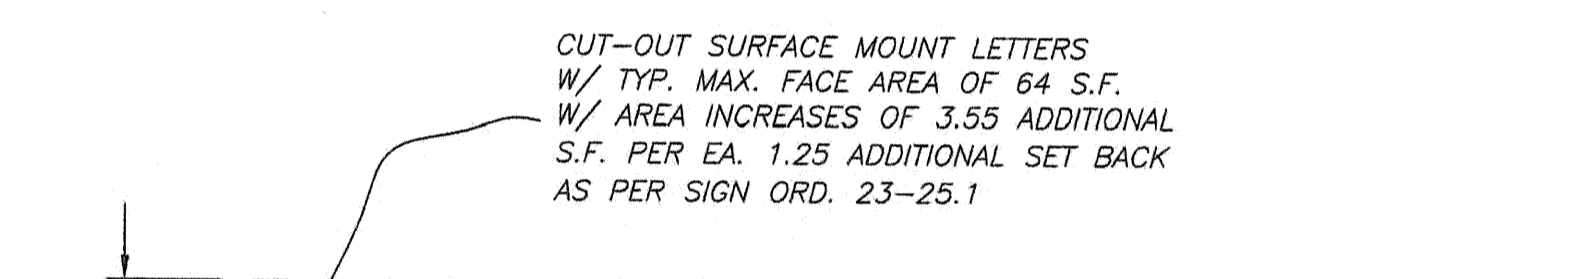 CUT-OUT SURFACE MOUNT LETTERS
W/ TYP. MAX. FACE AREA OF 64 S.F.
W/ AREA INCREASES OF 3.55 ADDITIONAL
S.F. PER EA. 1.25 ADDITIONAL SET BACK
AS PER SIGN ORD. 23-25.1